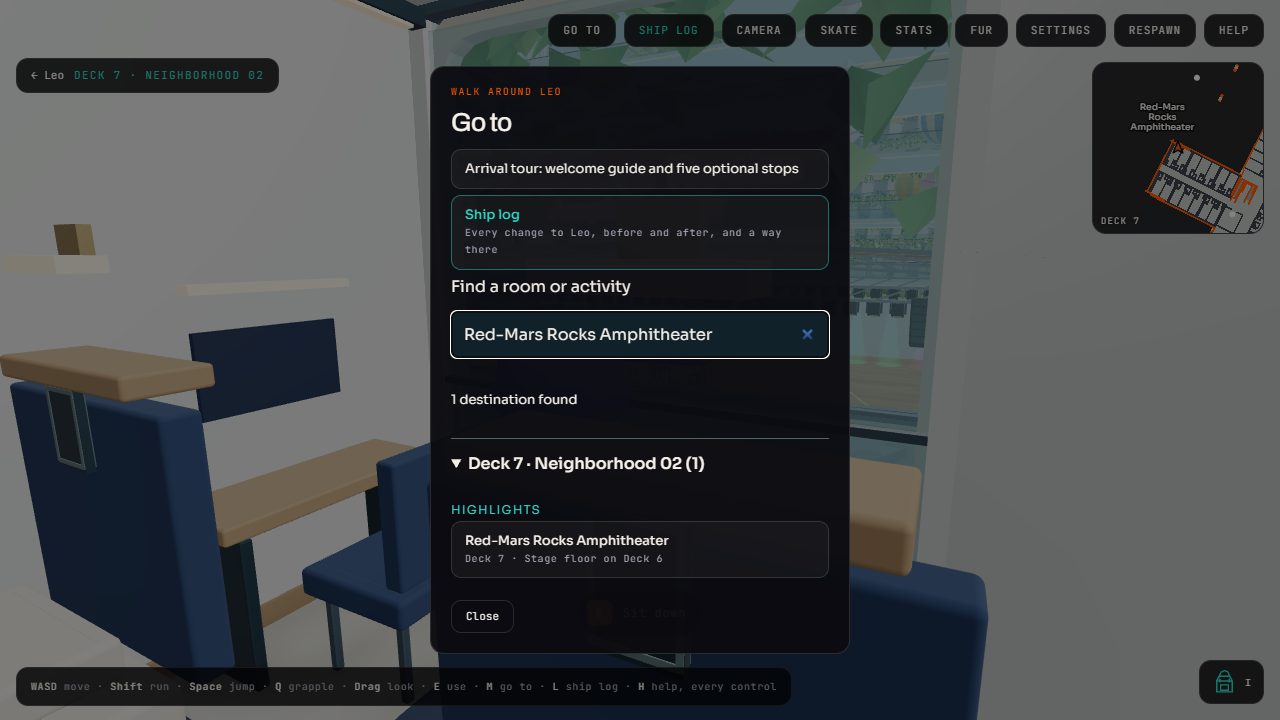 GO TO
SHIP LOG
CAMERA
SKATE
STATS
FUR
SETTINGS
RESPAWN
HELP
← Leo DECK 7 · NEIGHBORHOOD 02
WALK AROUND LEO
Go to
Arrival tour: welcome guide and five optional stops
Ship log
Every change to Leo, before and after, and a way
there
Find a room or activity
Red-Mars Rocks Amphitheater
1 destination found
▼ Deck 7 · Neighborhood 02 (1)
HIGHLIGHTS
Red-Mars Rocks Amphitheater
Deck 7 · Stage floor on Deck 6
Sit down
Close
Red-Mars
Rocks
Amphitheater
DECK 7
WASD move · Shift run · Space jump · Q grapple · Drag look · E use · M go to · L ship log · H help, every control
I